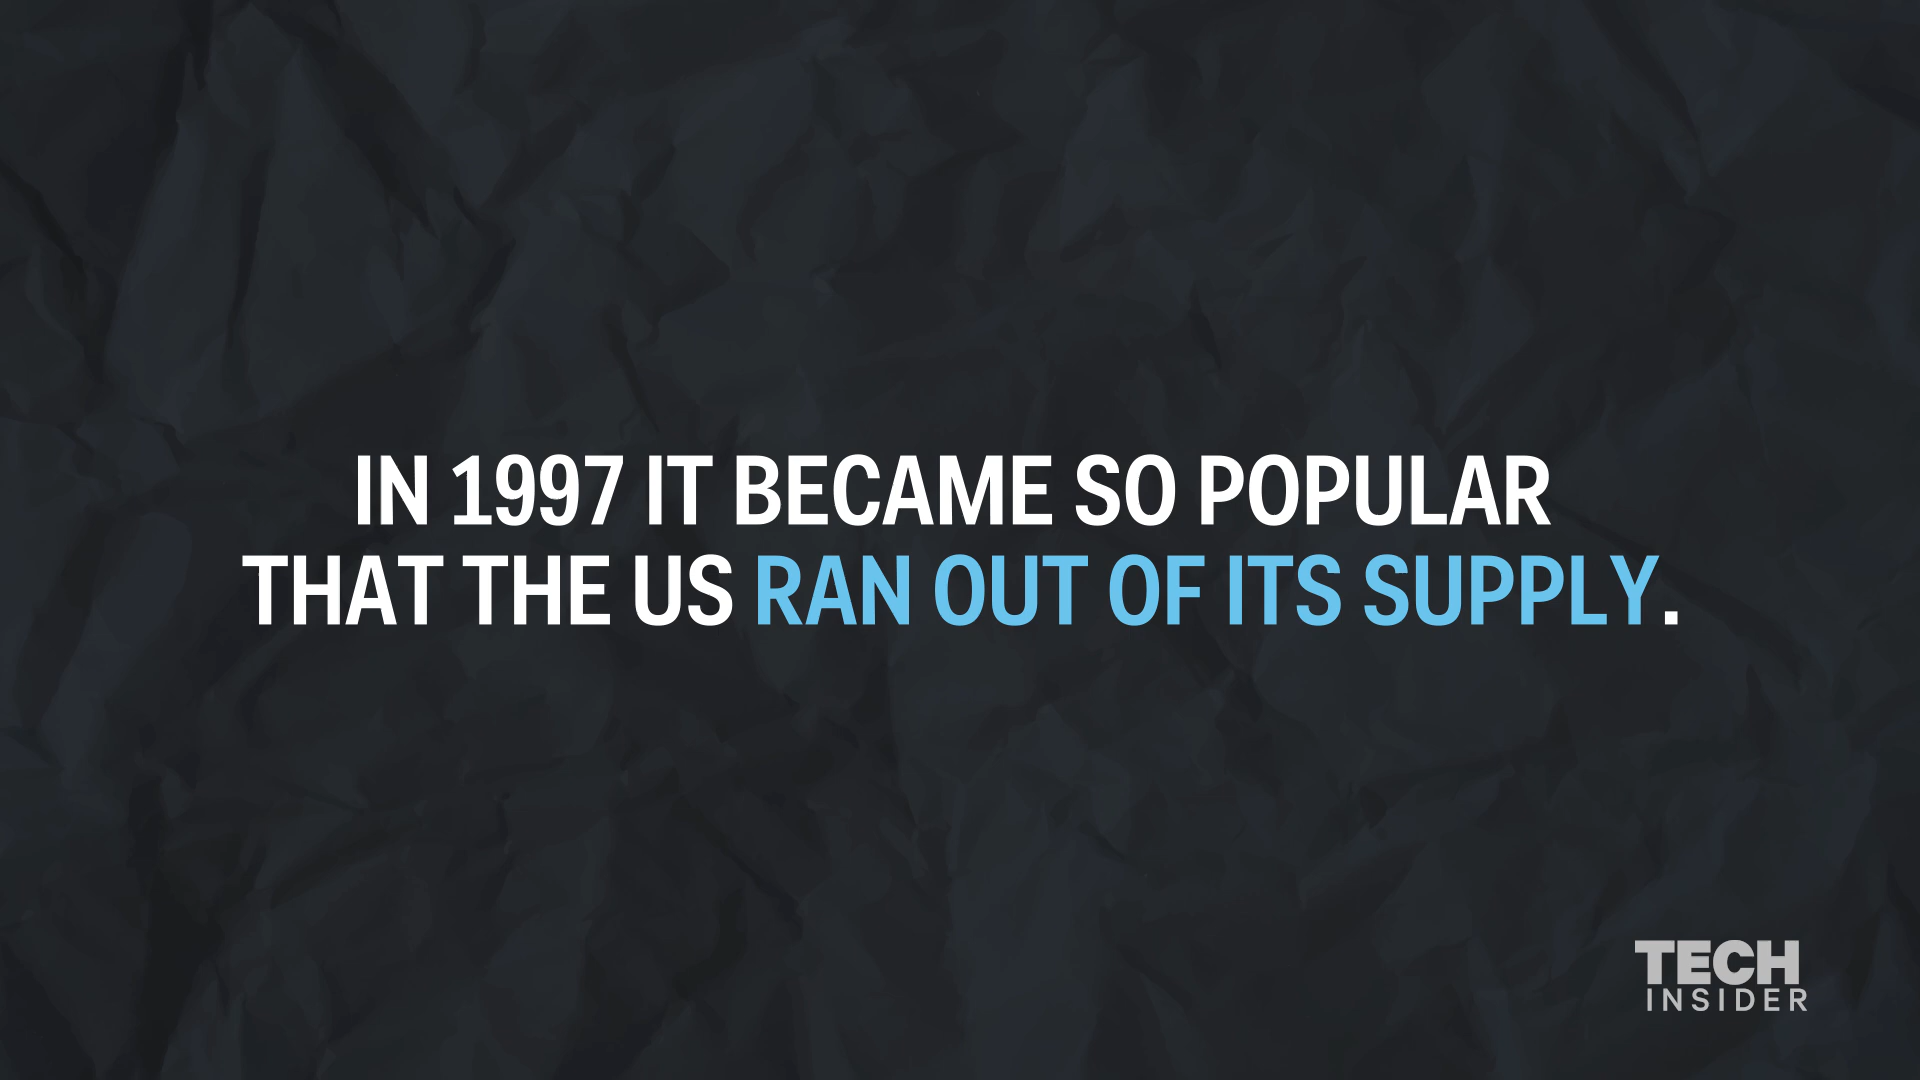 IN 1997 IT BECAME SO POPULAR
THAT THE US RAN OUT OF ITS SUPPLY.
TECH
INSIDER